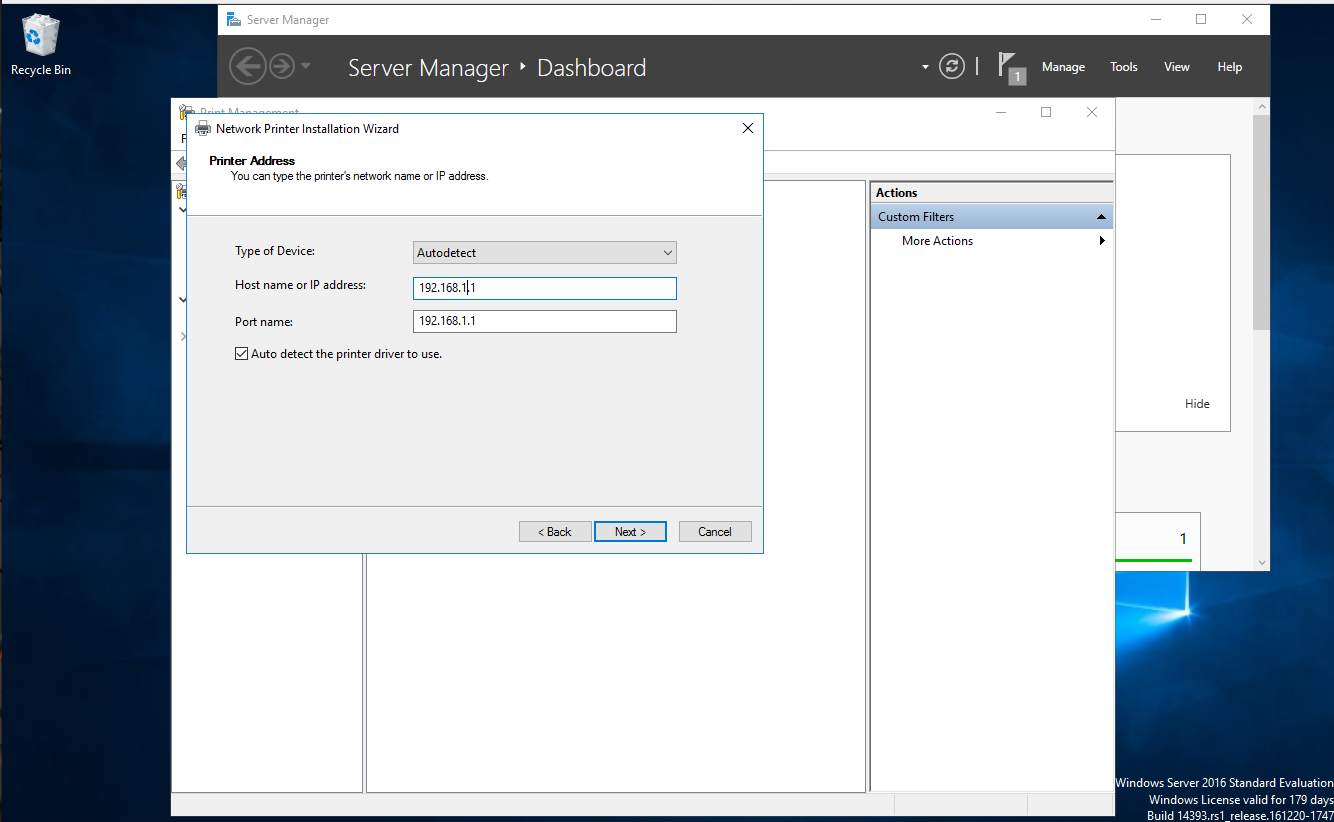 Recycle Bin
Server Manager
Server Manager Dashboard
1
Manage
Tools
View
Help
Print Management
Network Printer Installation Wizard
Printer Address
You can type the printer's network name or IP address.
Type of Device:
Autodetect
Host name or IP address:
192.168.1.1
Port name:
192.168.1.1
Auto detect the printer driver to use.
< Back
Next >
Cancel
Actions
Custom Filters
More Actions
Hide
1
Windows Server 2016 Standard Evaluation
Windows License valid for 179 days
Build 14393.rs1_release.161220-1747